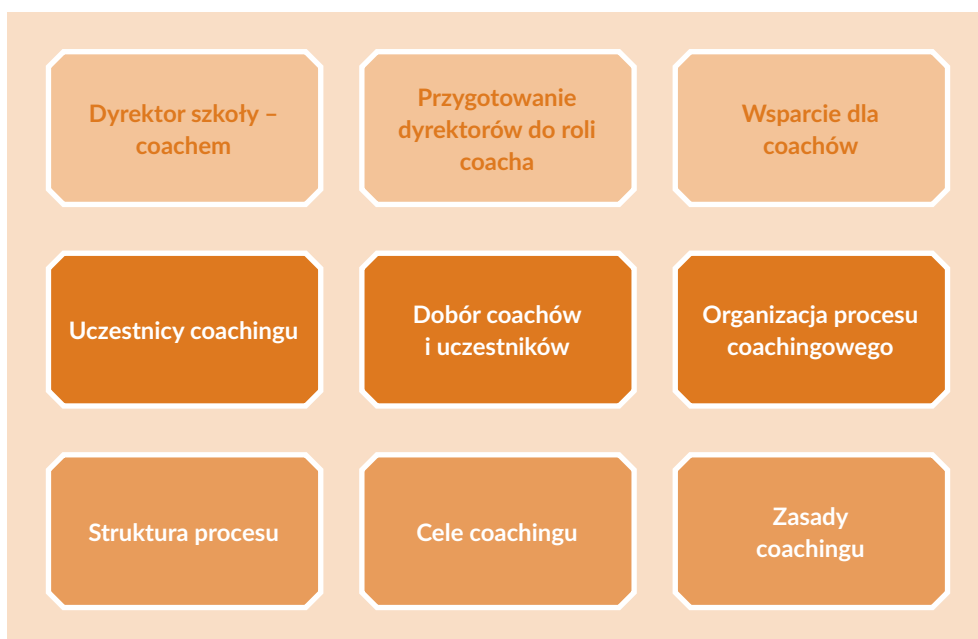 Dyrektor szkoły –
coachem
Przygotowanie
dyrektorów do roli
coacha
Wsparcie dla
coachów
Uczestnicy coachingu
Dobór coachów
i uczestników
Organizacja procesu
coachingowego
Struktura procesu
Cele coachingu
Zasady
coachingu